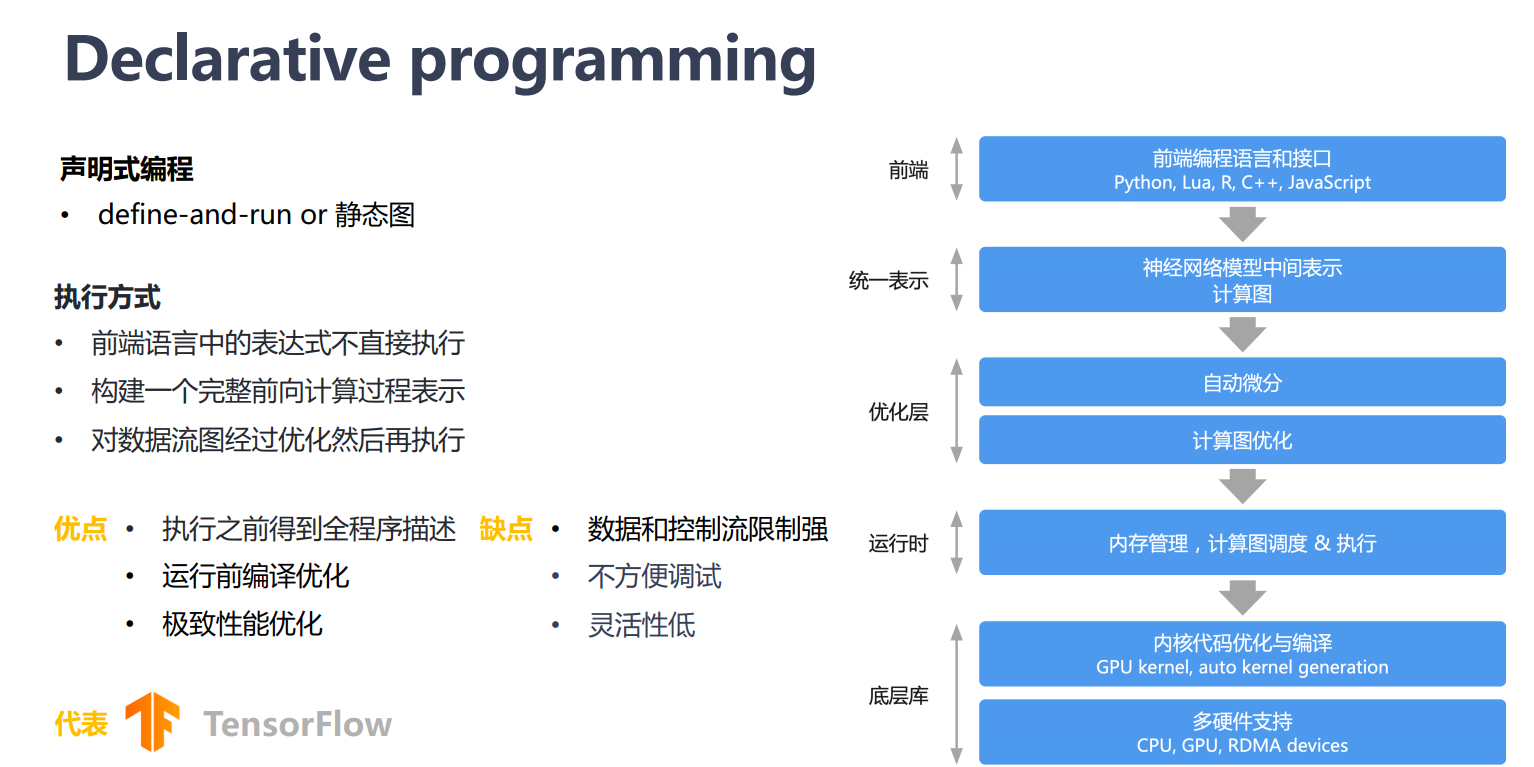 Declarative programming
声明式编程
• define-and-run or 静态图
执行方式
• 前端语言中的表达式不直接执行
• 构建一个完整前向计算过程表示
• 对数据流图经过优化然后再执行
优点
• 执行之前得到全程序描述
• 运行前编译优化
• 极致性能优化
缺点
• 数据和控制流限制强
• 不方便调试
• 灵活性低
代表
TensorFlow
前端
前端编程语言和接口
Python, Lua, R, C++, JavaScript
统一表示
神经网络模型中间表示
计算图
优化层
自动微分
计算图优化
运行时
内存管理，计算图调度 & 执行
底层库
内核代码优化与编译
GPU kernel, auto kernel generation
多硬件支持
CPU, GPU, RDMA devices